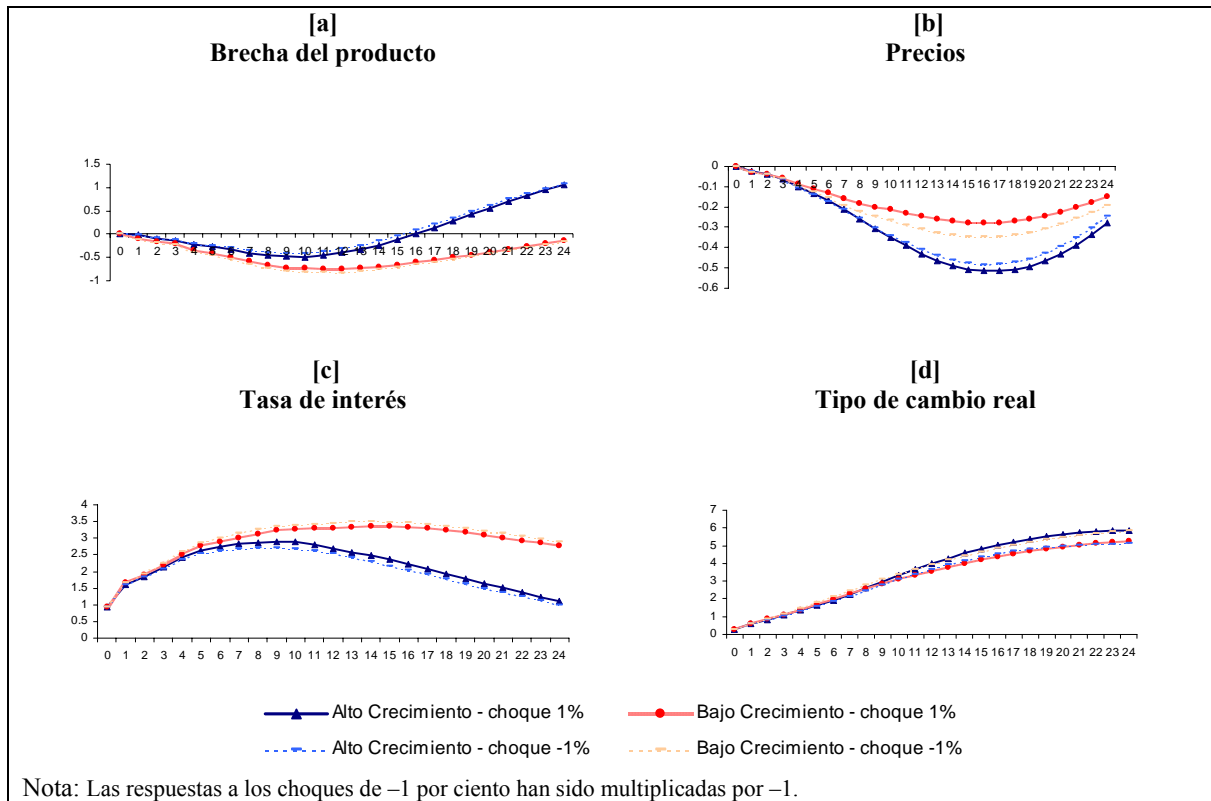 [a]
Brecha del producto
1.5
1
0.5
0
-0.5
-1
0 1 2 3 4 5 6 7 8 9 10 11 12 13 14 15 16 17 18 19 20 21 22 23 24
[b]
Precios
0
-0.1
-0.2
-0.3
-0.4
-0.5
-0.6
0 1 2 3 4 5 6 7 8 9 10 11 12 13 14 15 16 17 18 19 20 21 22 23 24
[c]
Tasa de interés
4
3.5
3
2.5
2
1.5
1
0.5
0
0 1 2 3 4 5 6 7 8 9 10 11 12 13 14 15 16 17 18 19 20 21 22 23 24
[d]
Tipo de cambio real
7
6
5
4
3
2
1
0
0 1 2 3 4 5 6 7 8 9 10 11 12 13 14 15 16 17 18 19 20 21 22 23 24
Alto Crecimiento - choque 1%
Bajo Crecimiento - choque 1%
Alto Crecimiento - choque -1%
Bajo Crecimiento - choque -1%
Nota: Las respuestas a los choques de –1 por ciento han sido multiplicadas por –1.